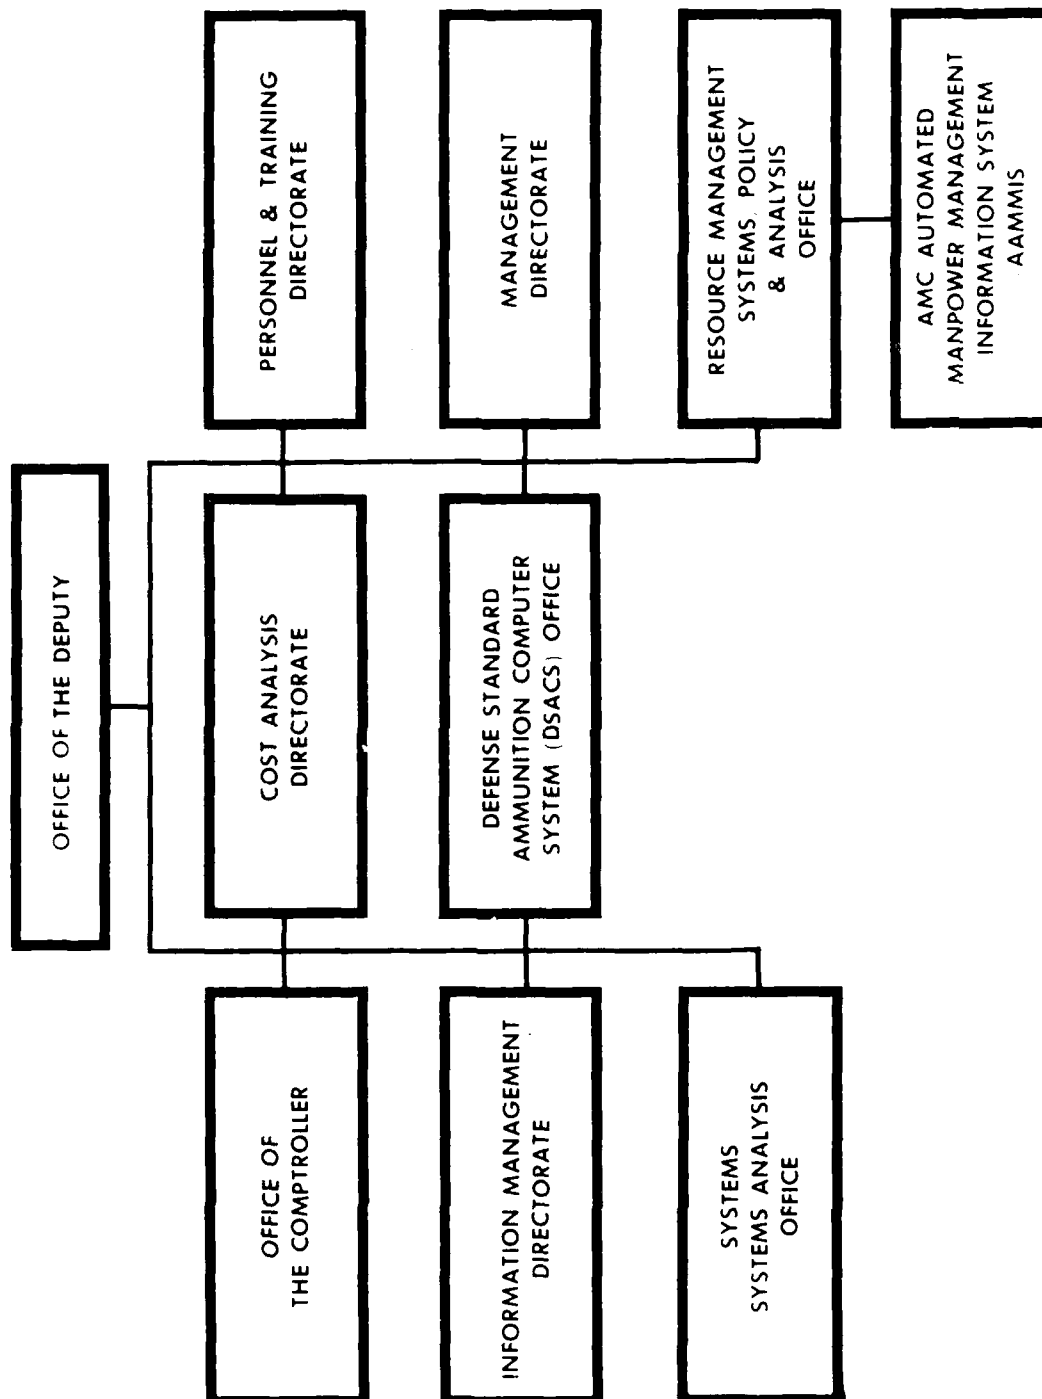 OFFICE OF THE DEPUTY
OFFICE OF
THE COMPTROLLER
COST ANALYSIS
DIRECTORATE
PERSONNEL & TRAINING
DIRECTORATE
INFORMATION MANAGEMENT
DIRECTORATE
DEFENSE STANDARD
AMMUNITION COMPUTER
SYSTEM (DSACS) OFFICE
MANAGEMENT
DIRECTORATE
SYSTEMS
SYSTEMS ANALYSIS
OFFICE
RESOURCE MANAGEMENT
SYSTEMS, POLICY
& ANALYSIS
OFFICE
AMC AUTOMATED
MANPOWER MANAGEMENT
INFORMATION SYSTEM
AAMMIS